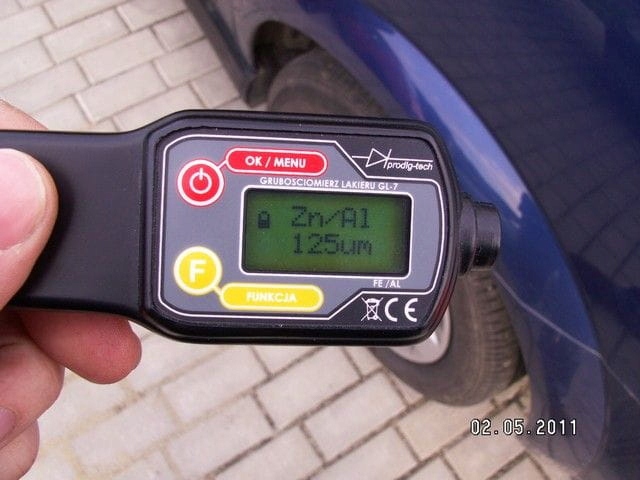 OK / MENU
prodig-tech
GRUBOSCIOMIERZ LAKIERU GL-7
Zn/Al
125um
F
FUNKCJA
FE /AL
CE
02.05.2011